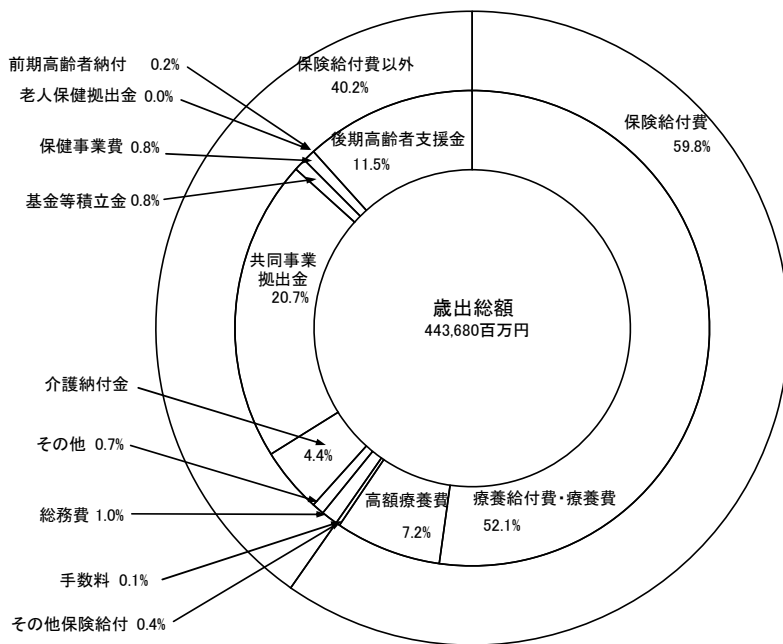 前期高齢者納付 0.2%
老人保健拠出金 0.0%
保健事業費 0.8%
基金等積立金 0.8%
保険給付費以外
40.2%
後期高齢者支援金
11.5%
保険給付費
59.8%
共同事業
拠出金
20.7%
歳出総額
443,680百万円
介護納付金
4.4%
その他 0.7%
総務費 1.0%
手数料 0.1%
その他保険給付 0.4%
高額療養費
7.2%
療養給付費・療養費
52.1%